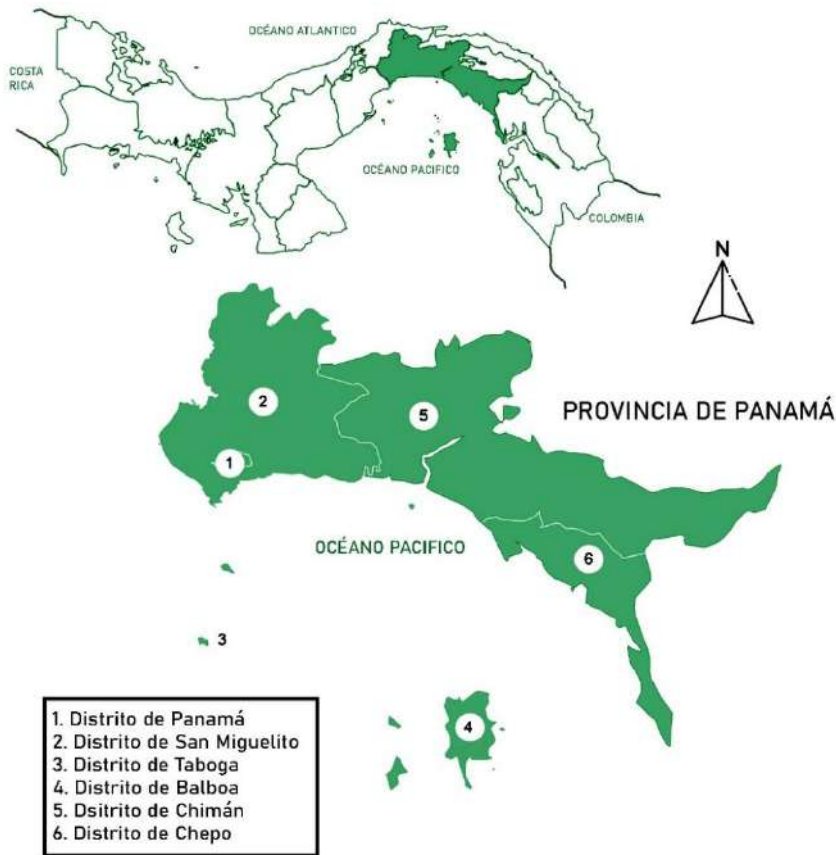 OCÉANO ATLANTICO
COSTA
RICA
OCÉANO PACIFICO
COLOMBIA
N
2
5
PROVINCIA DE PANAMÁ
1
OCÉANO PACIFICO
6
3
4
1. Distrito de Panamá
2. Distrito de San Miguelito
3. Distrito de Taboga
4. Distrito de Balboa
5. Dsitrito de Chimán
6. Distrito de Chepo